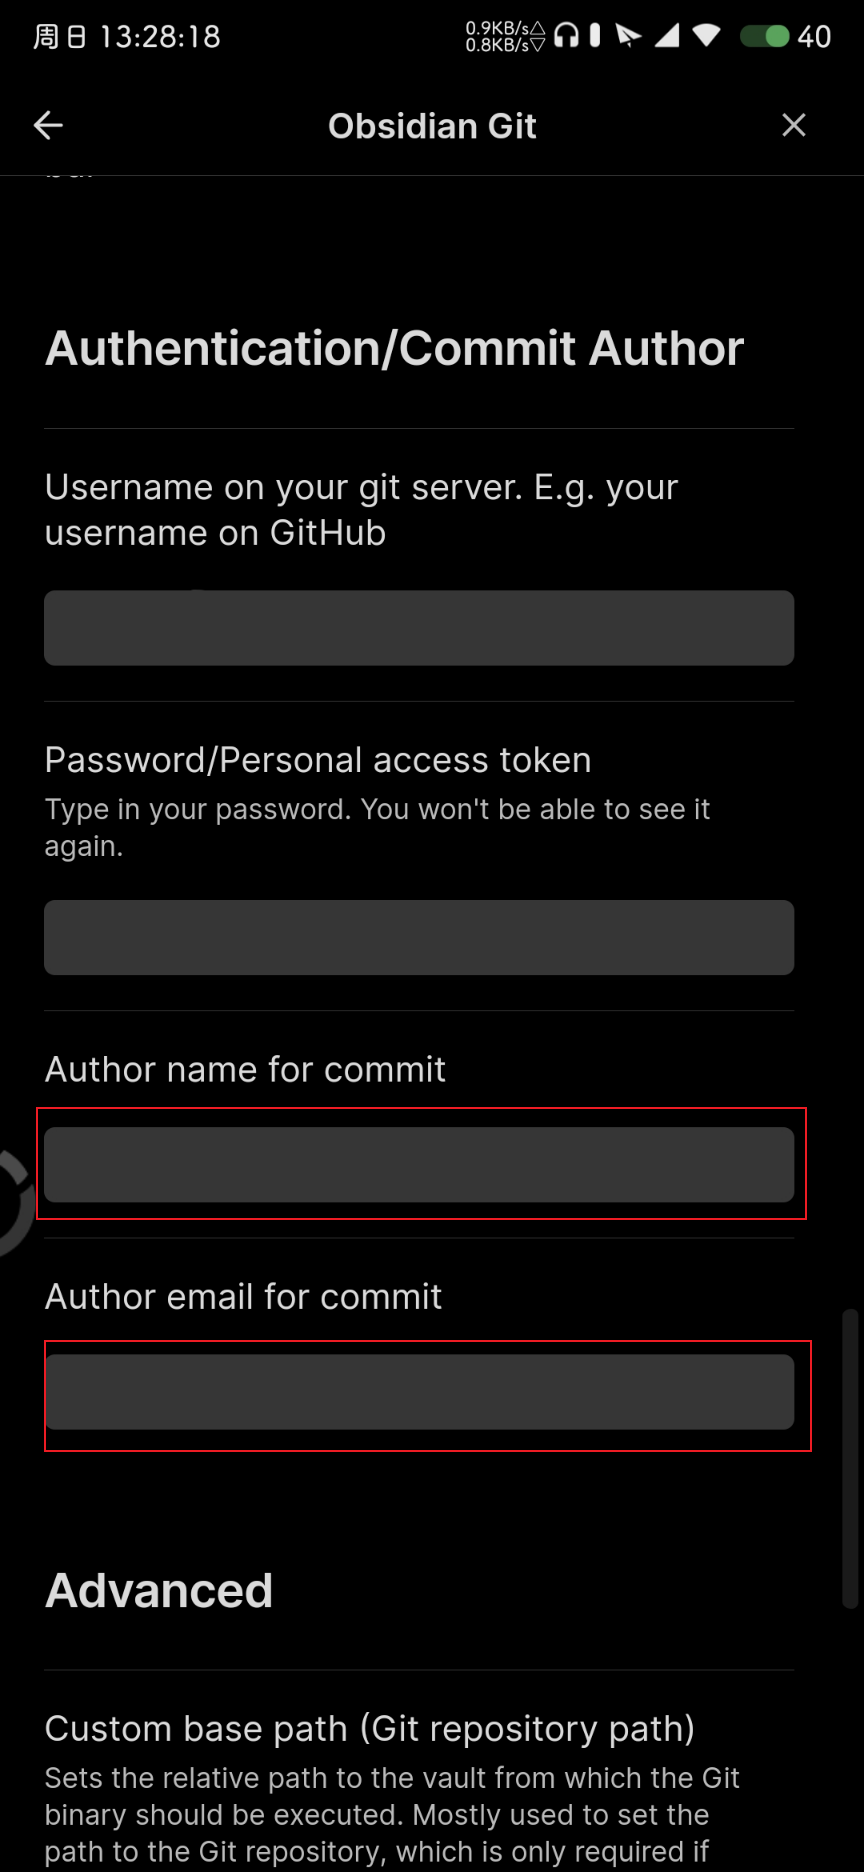 周日 13:28:18
0.9KB/s△
0.8KB/s▽
40
Obsidian Git
Authentication/Commit Author
Username on your git server. E.g. your
username on GitHub
Password/Personal access token
Type in your password. You won't be able to see it
again.
Author name for commit
Author email for commit
Advanced
Custom base path (Git repository path)
Sets the relative path to the vault from which the Git
binary should be executed. Mostly used to set the
path to the Git repository, which is only required if